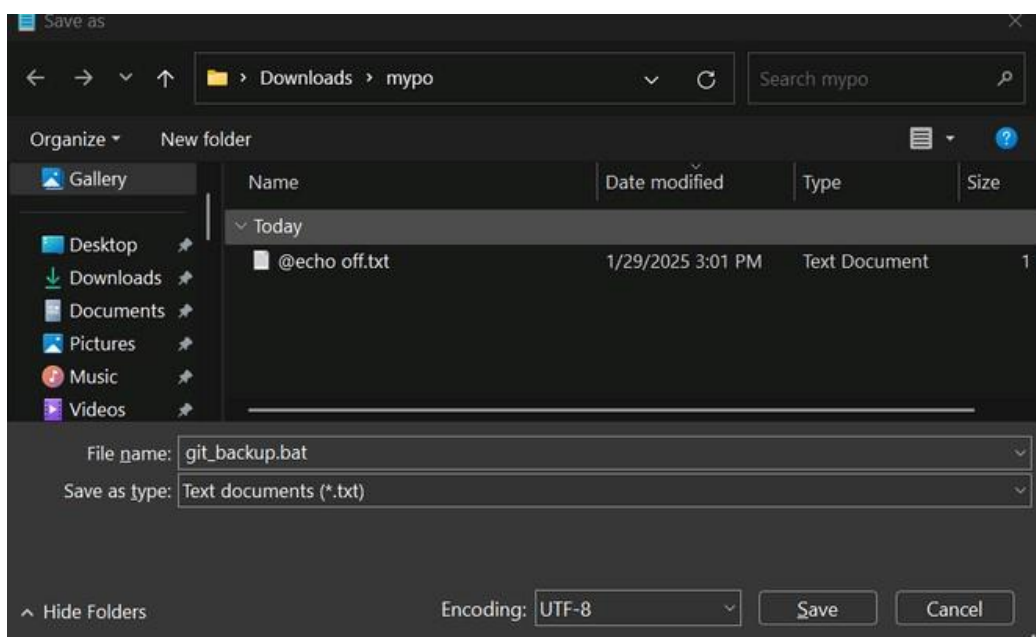 Save as
Downloads > mypo
Search mypo
Organize
New folder
Gallery
Name
Date modified
Type
Size
Today
Desktop
@echo off.txt
1/29/2025 3:01 PM
Text Document
1
Downloads
Documents
Pictures
Music
Videos
File name: git_backup.bat
Save as type: Text documents (*.txt)
Hide Folders
Encoding: UTF-8
Save
Cancel